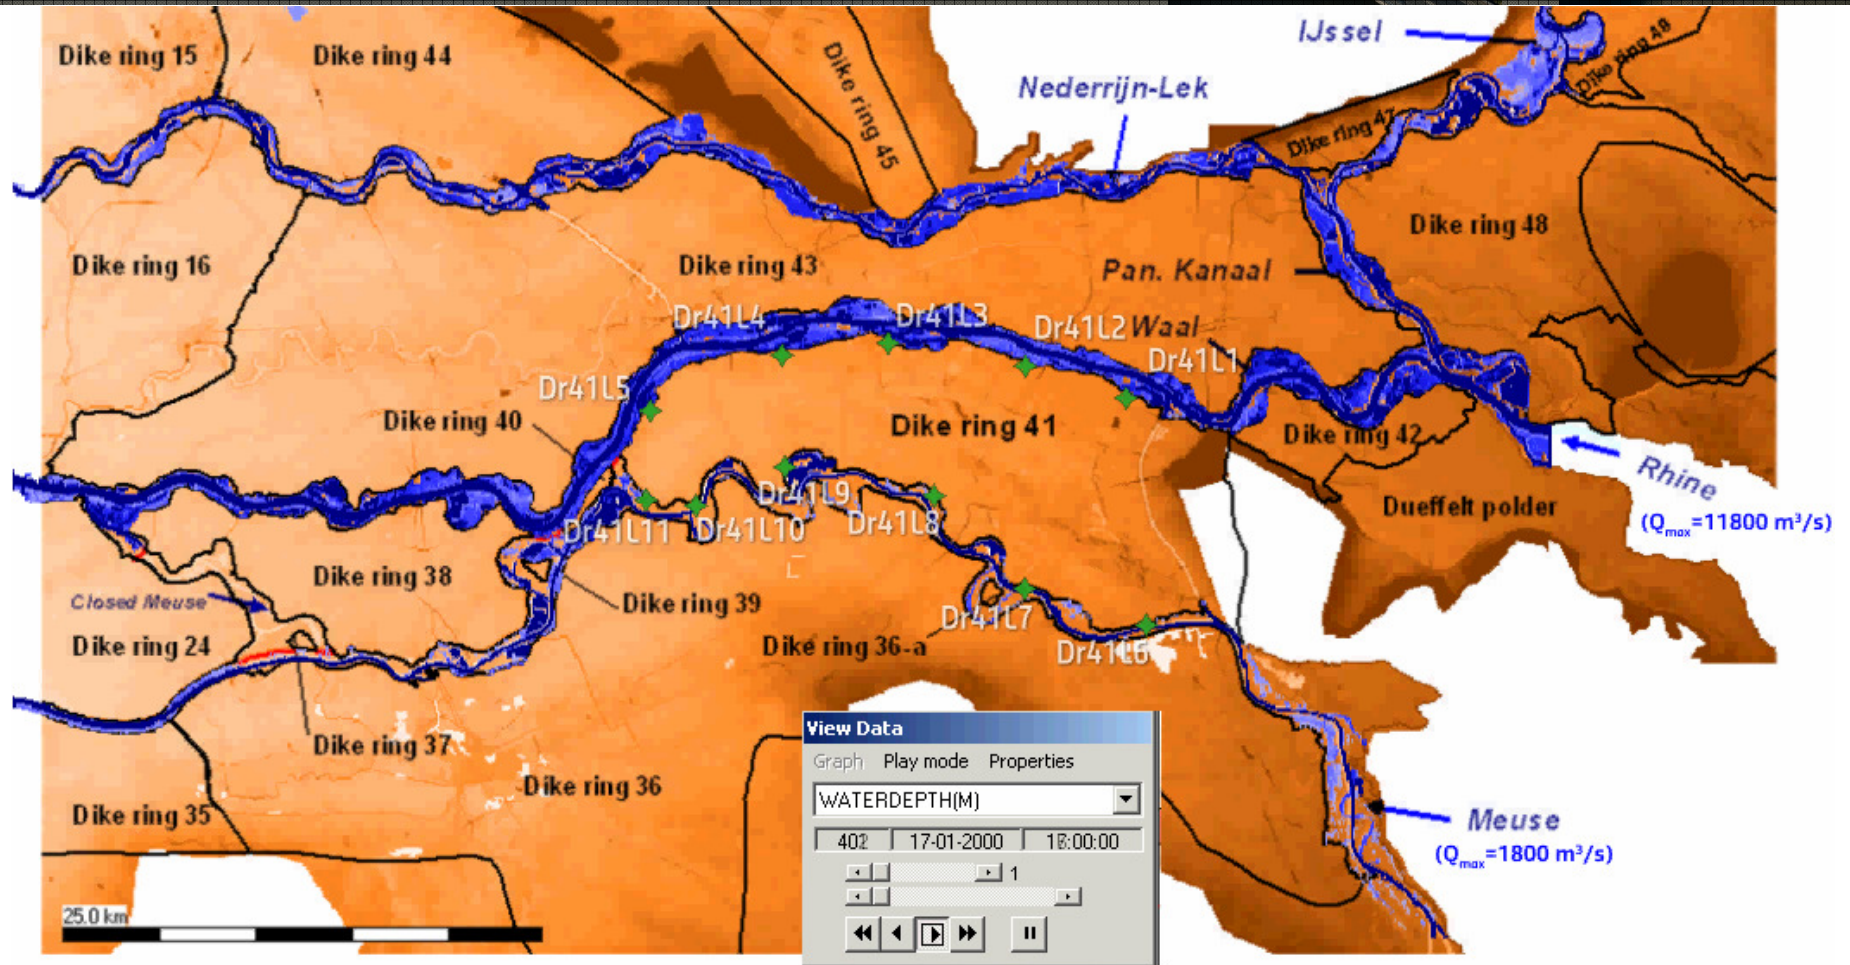 IJssel
Dike ring 15
Dike ring 44
Dike ring 45
Dike ring 48
Nederrijn-Lek
Dike ring 47
Dike ring 48
Dike ring 16
Dike ring 43
Pan. Kanaal
Dr41L4
Dr41L3
Dr41L2
Waal
Dr41L1
Dr41L5
Dike ring 40
Dike ring 41
Dike ring 42
Rhine
(Qmax=11800 m³/s)
Dueffelt polder
Dr41L9
Dr41L11
Dr41L10
Dr41L8
Dike ring 38
Closed Meuse
Dike ring 39
Dike ring 24
Dike ring 36-a
Dr41L7
Dr41L6
Dike ring 37
Dike ring 36
Dike ring 35
Meuse
(Qmax=1800 m³/s)
View Data
Graph Play mode Properties
WATERDEPTH(M)
17-01-2000
1
25.0 km